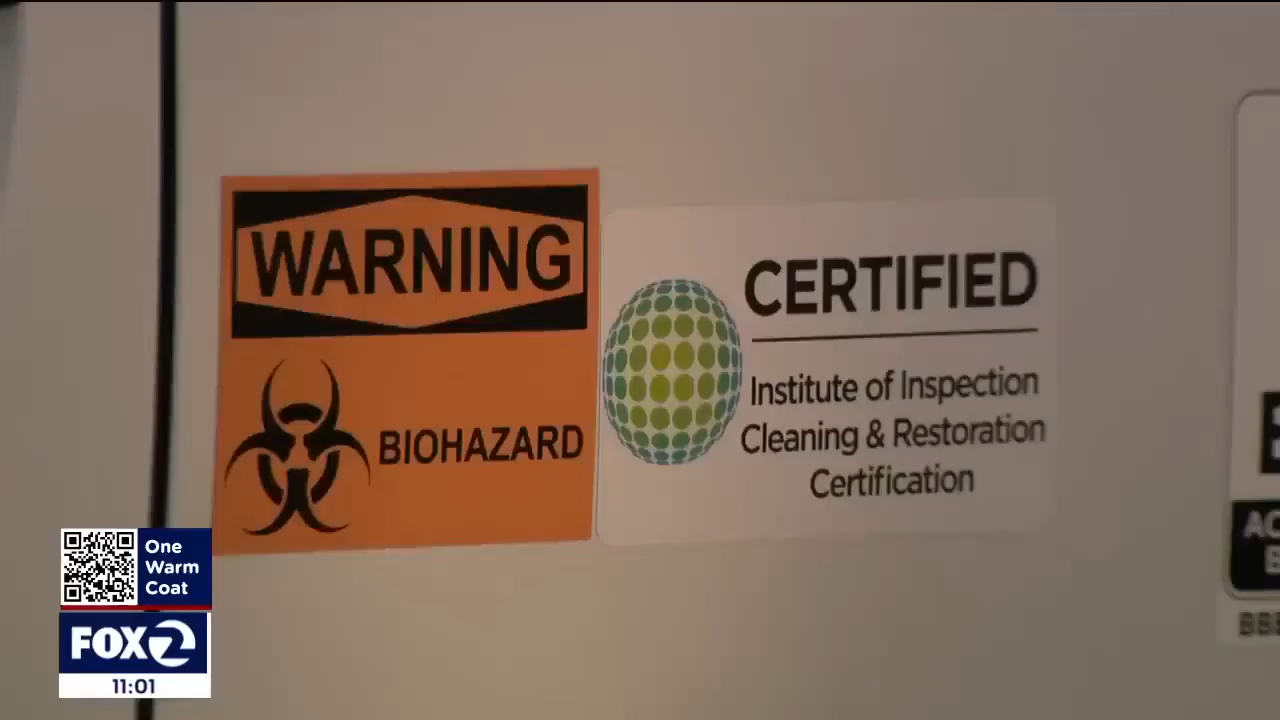 WARNING
BIOHAZARD
CERTIFIED
Institute of Inspection
Cleaning & Restoration
Certification
One
Warm
Coat
FOX 2
11:01